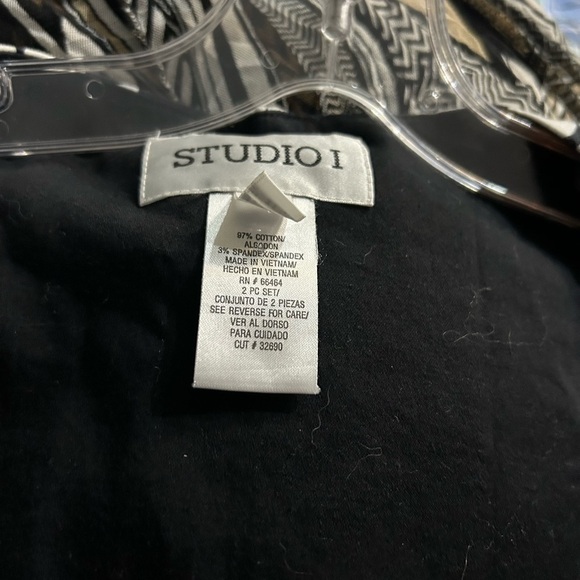 STUDIO I
97% COTTON/
ALGODON
3% SPANDEX/SPANDEX
MADE IN VIETNAM/
HECHO EN VIETNAM
RN # 66464
2 PC SET/
CONJUNTO DE 2 PIEZAS
SEE REVERSE FOR CARE/
VER AL DORSO
PARA CUIDADO
CUT # 32690